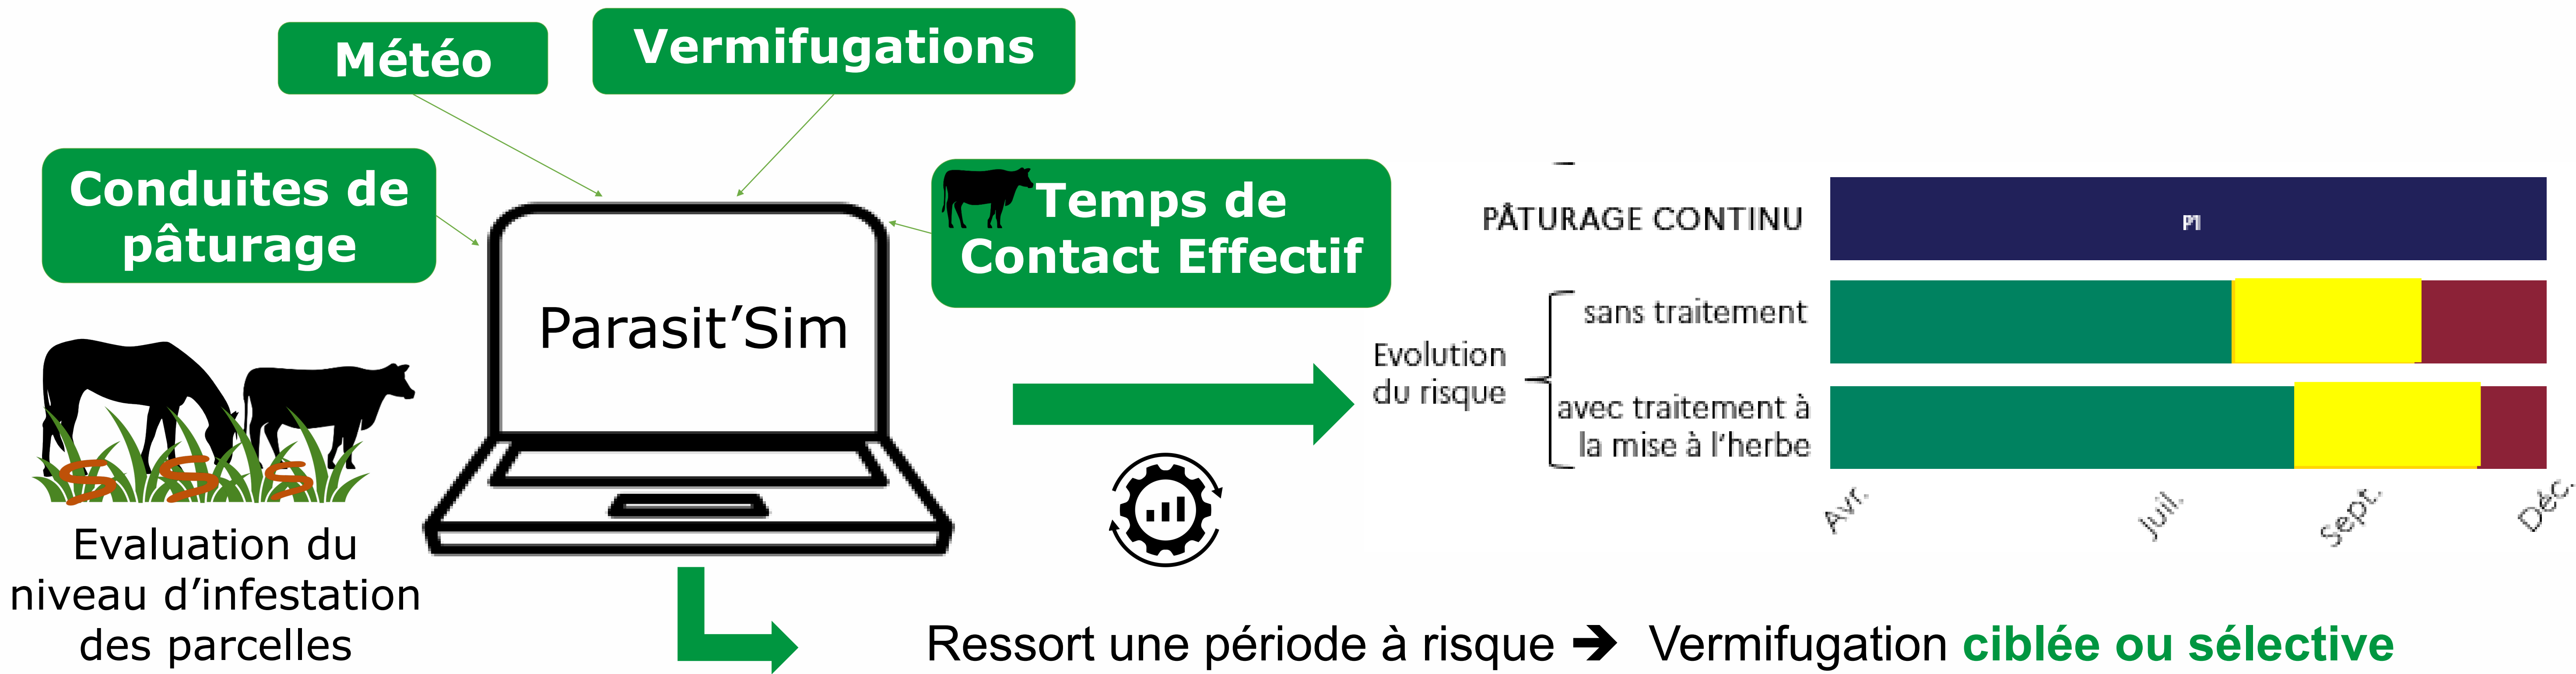 Météo
Vermifugations
Conduites de
pâturage
Temps de
Contact Effectif
Parasit’Sim
Evaluation du
niveau d’infestation
des parcelles
PÂTURAGE CONTINU
P1
Evolution
du risque
sans traitement
avec traitement à
la mise à l’herbe
Avr.
Juil.
Sept.
Déc.
Ressort une période à risque ➔ Vermifugation ciblée ou sélective